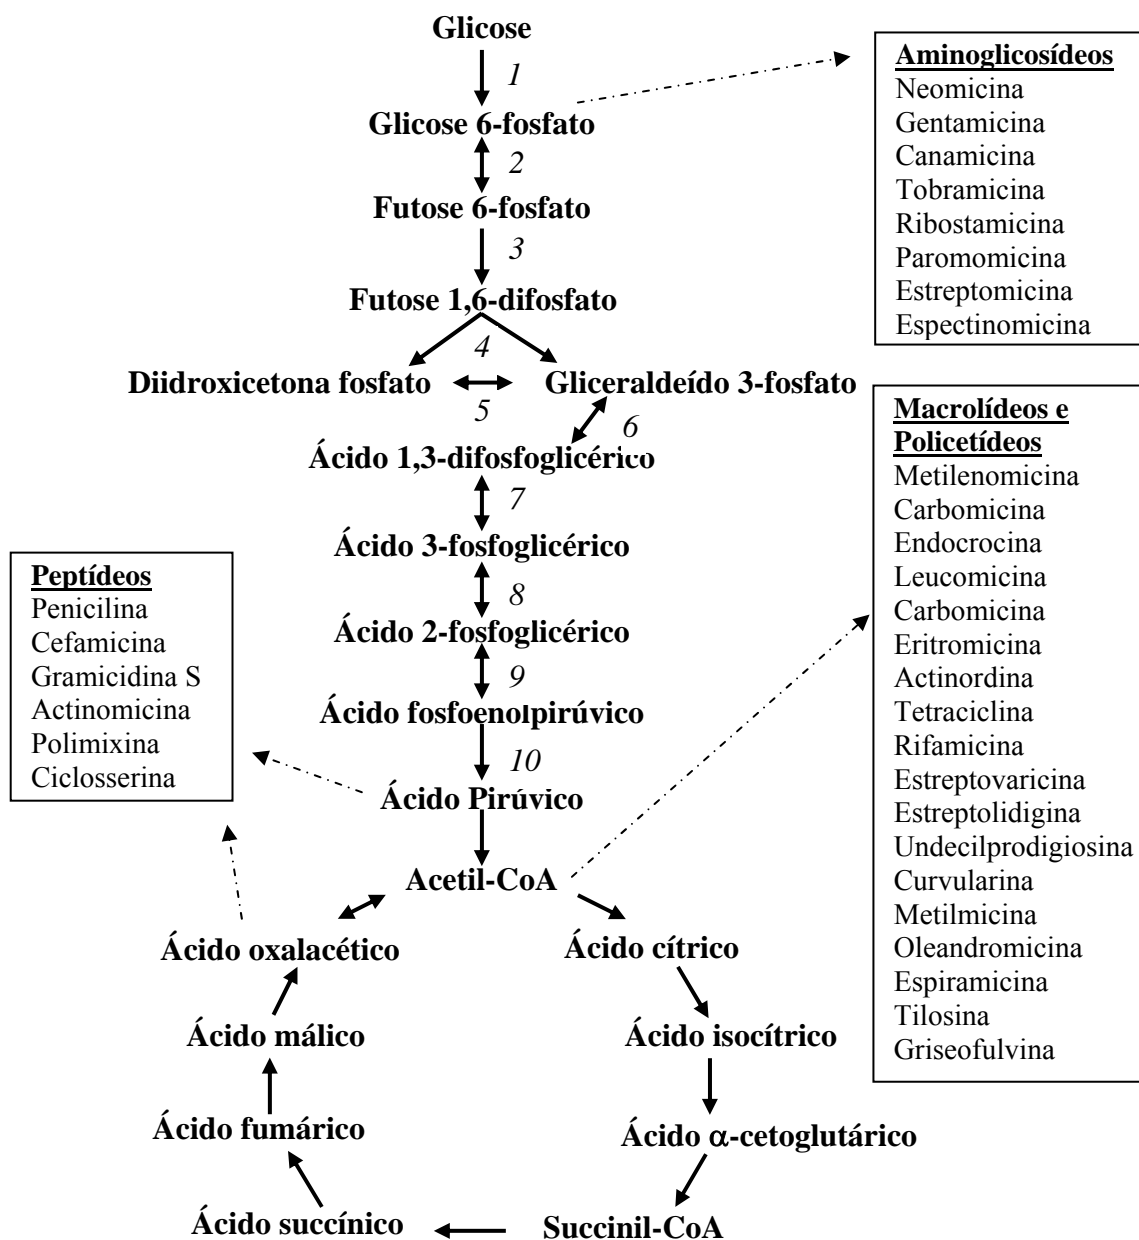 Glicose
1
Glicose 6-fosfato
2
Futose 6-fosfato
3
Futose 1,6-difosfato
4
Diidroxicetona fosfato
Gliceraldeído 3-fosfato
5
6
Ácido 1,3-difosfoglicérico
7
Ácido 3-fosfoglicérico
8
Ácido 2-fosfoglicérico
9
Ácido fosfoenolpirúvico
10
Ácido Pirúvico
Acetil-CoA
Ácido oxalacético
Ácido cítrico
Ácido málico
Ácido isocítrico
Ácido fumárico
Ácido α-cetoglutárico
Ácido succínico
Succinil-CoA
Aminoglicosídeos
Neomicina
Gentamicina
Canamicina
Tobramicina
Ribostamicina
Paromomicina
Estreptomicina
Espectinomicina
Macrolídeos e
Policetídeos
Metilenomicina
Carbomicina
Endocrocina
Leucomicina
Carbomicina
Eritromicina
Actinordina
Tetraciclina
Rifamicina
Estreptovaricina
Estreptolidigina
Undecilprodigiosina
Curvularina
Metilmicina
Oleandromicina
Espiramicina
Tilosina
Griseofulvina
Peptídeos
Penicilina
Cefamicina
Gramicidina S
Actinomicina
Polimixina
Ciclosserina